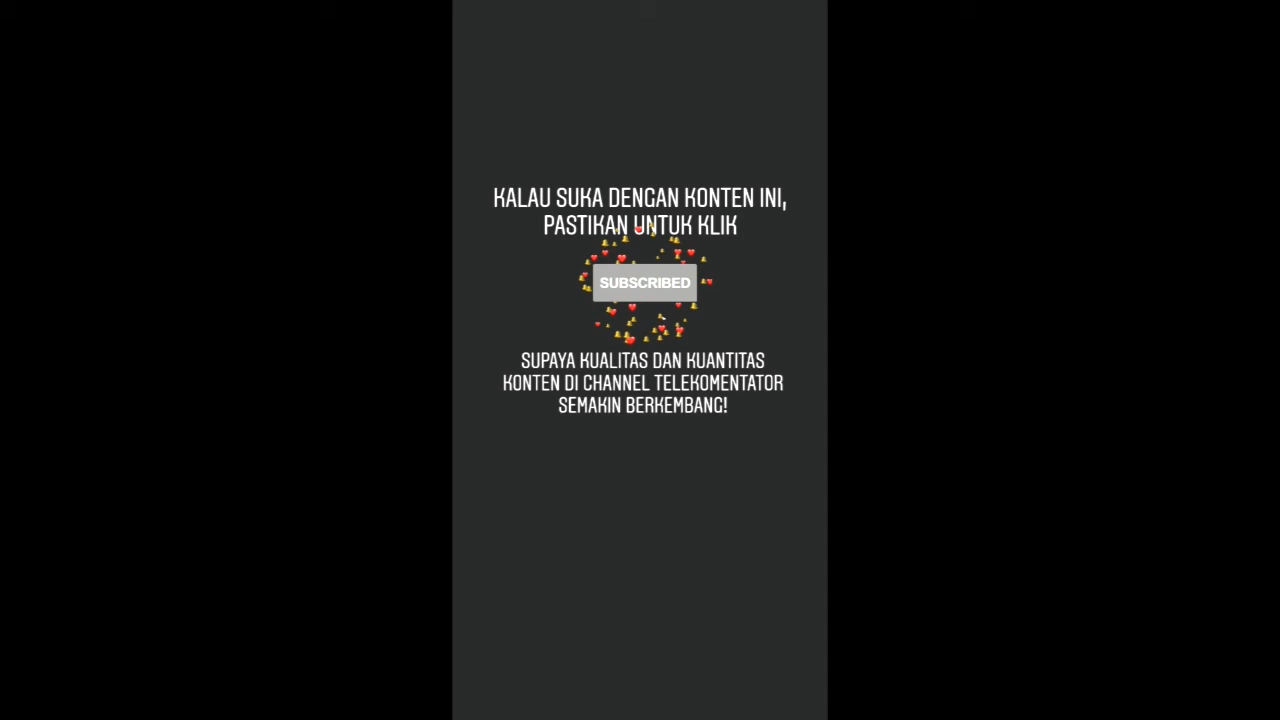 KALAU SUKA DENGAN KONTEN INI,
PASTIKAN UNTUK KLIK
SUBSCRIBED
SUPAYA KUALITAS DAN KUANTITAS
KONTEN DI CHANNEL TELEKOMENTATOR
SEMAKIN BERKEMBANG!